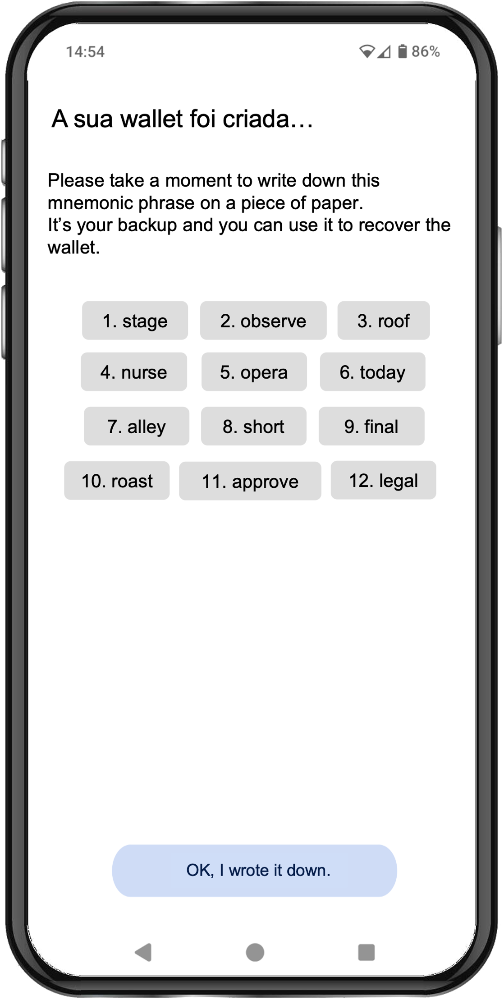 14:54 86%
A sua wallet foi criada…
Please take a moment to write down this
mnemonic phrase on a piece of paper.
It’s your backup and you can use it to recover the
wallet.
1. stage 2. observe 3. roof
4. nurse 5. opera 6. today
7. alley 8. short 9. final
10. roast 11. approve 12. legal
OK, I wrote it down.